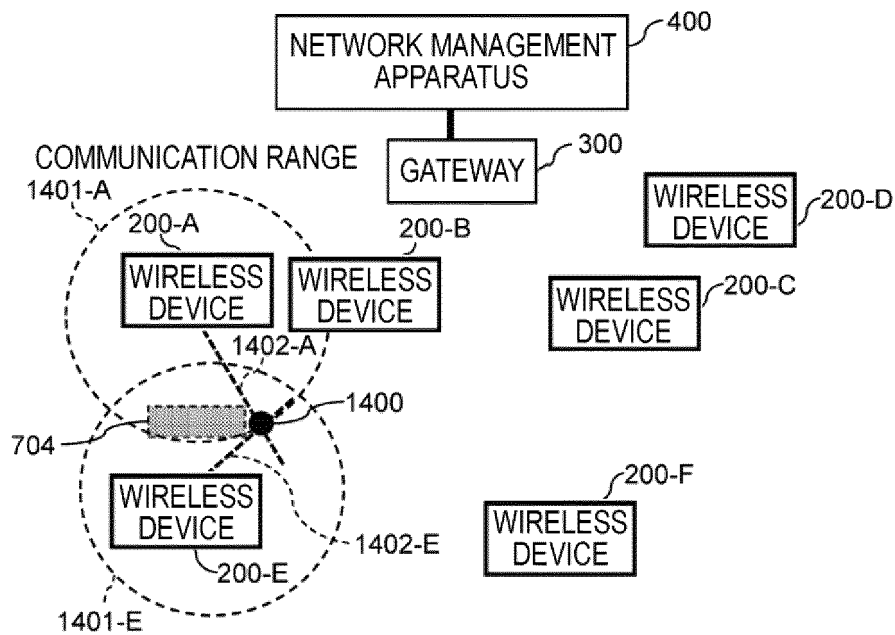 400
NETWORK MANAGEMENT
APPARATUS
COMMUNICATION RANGE
GATEWAY
300
1401-A
200-A
200-B
WIRELESS
DEVICE
200-D
WIRELESS
DEVICE
WIRELESS
DEVICE
WIRELESS
DEVICE
200-C
1402-A
1400
704
WIRELESS
DEVICE
200-F
WIRELESS
DEVICE
1402-E
200-E
1401-E